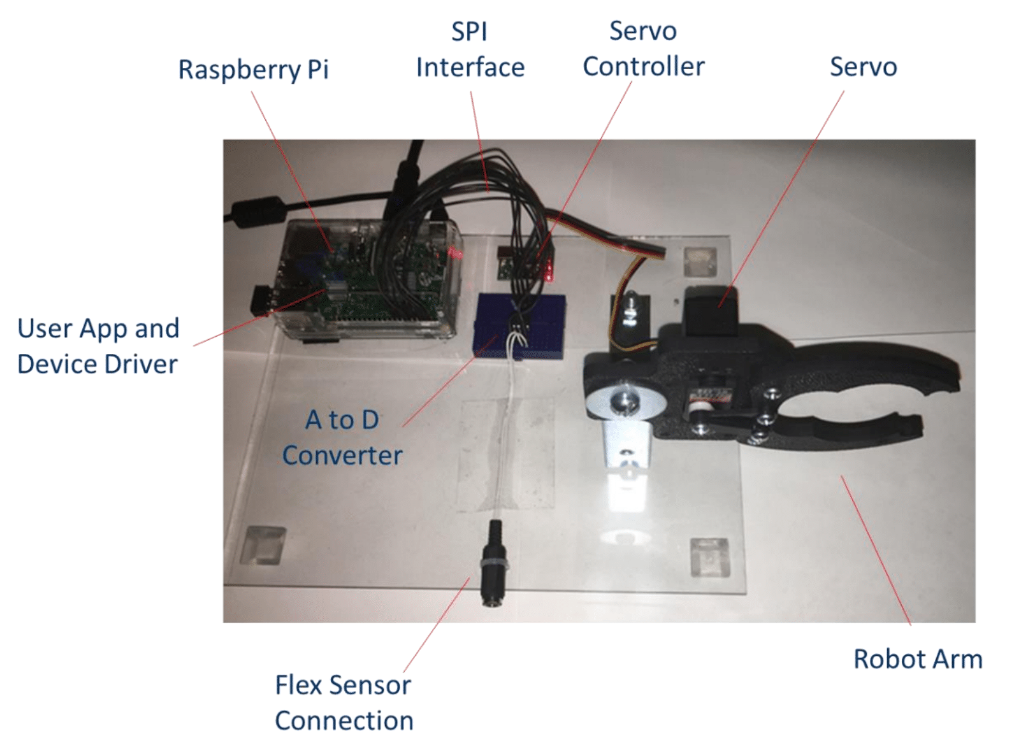 SPI
Interface
Servo
Controller
Raspberry Pi
Servo
User App and
Device Driver
A to D
Converter
Flex Sensor
Connection
Robot Arm